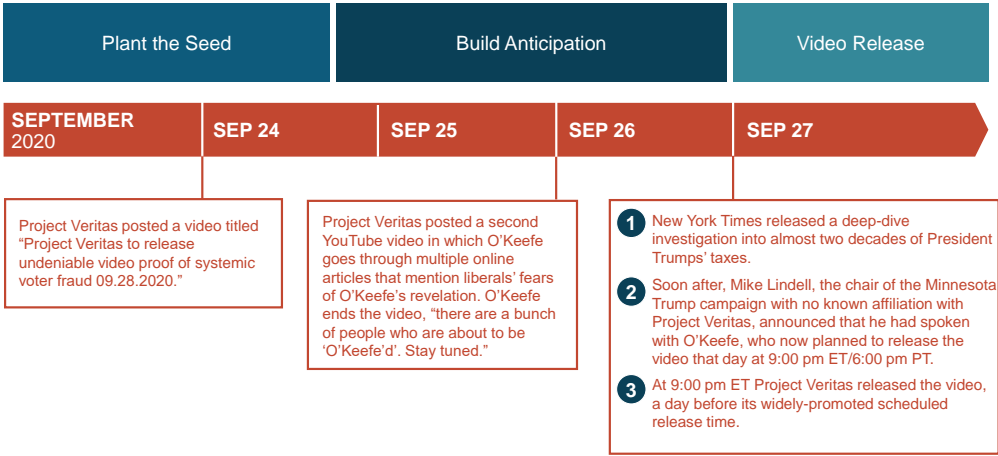 Plant the Seed
Build Anticipation
Video Release
SEPTEMBER
2020
SEP 24
SEP 25
SEP 26
SEP 27
Project Veritas posted a video titled
“Project Veritas to release
undeniable video proof of systemic
voter fraud 09.28.2020.”
Project Veritas posted a second
YouTube video in which O’Keefe
goes through multiple online
articles that mention liberals’ fears
of O’Keefe’s revelation. O’Keefe
ends the video, “there are a bunch
of people who are about to be
‘O’Keefe’d’. Stay tuned.”
1
New York Times released a deep-dive
investigation into almost two decades of President
Trumps’ taxes.
2
Soon after, Mike Lindell, the chair of the Minnesota
Trump campaign with no known affiliation with
Project Veritas, announced that he had spoken
with O’Keefe, who now planned to release the
video that day at 9:00 pm ET/6:00 pm PT.
3
At 9:00 pm ET Project Veritas released the video,
a day before its widely-promoted scheduled
release time.